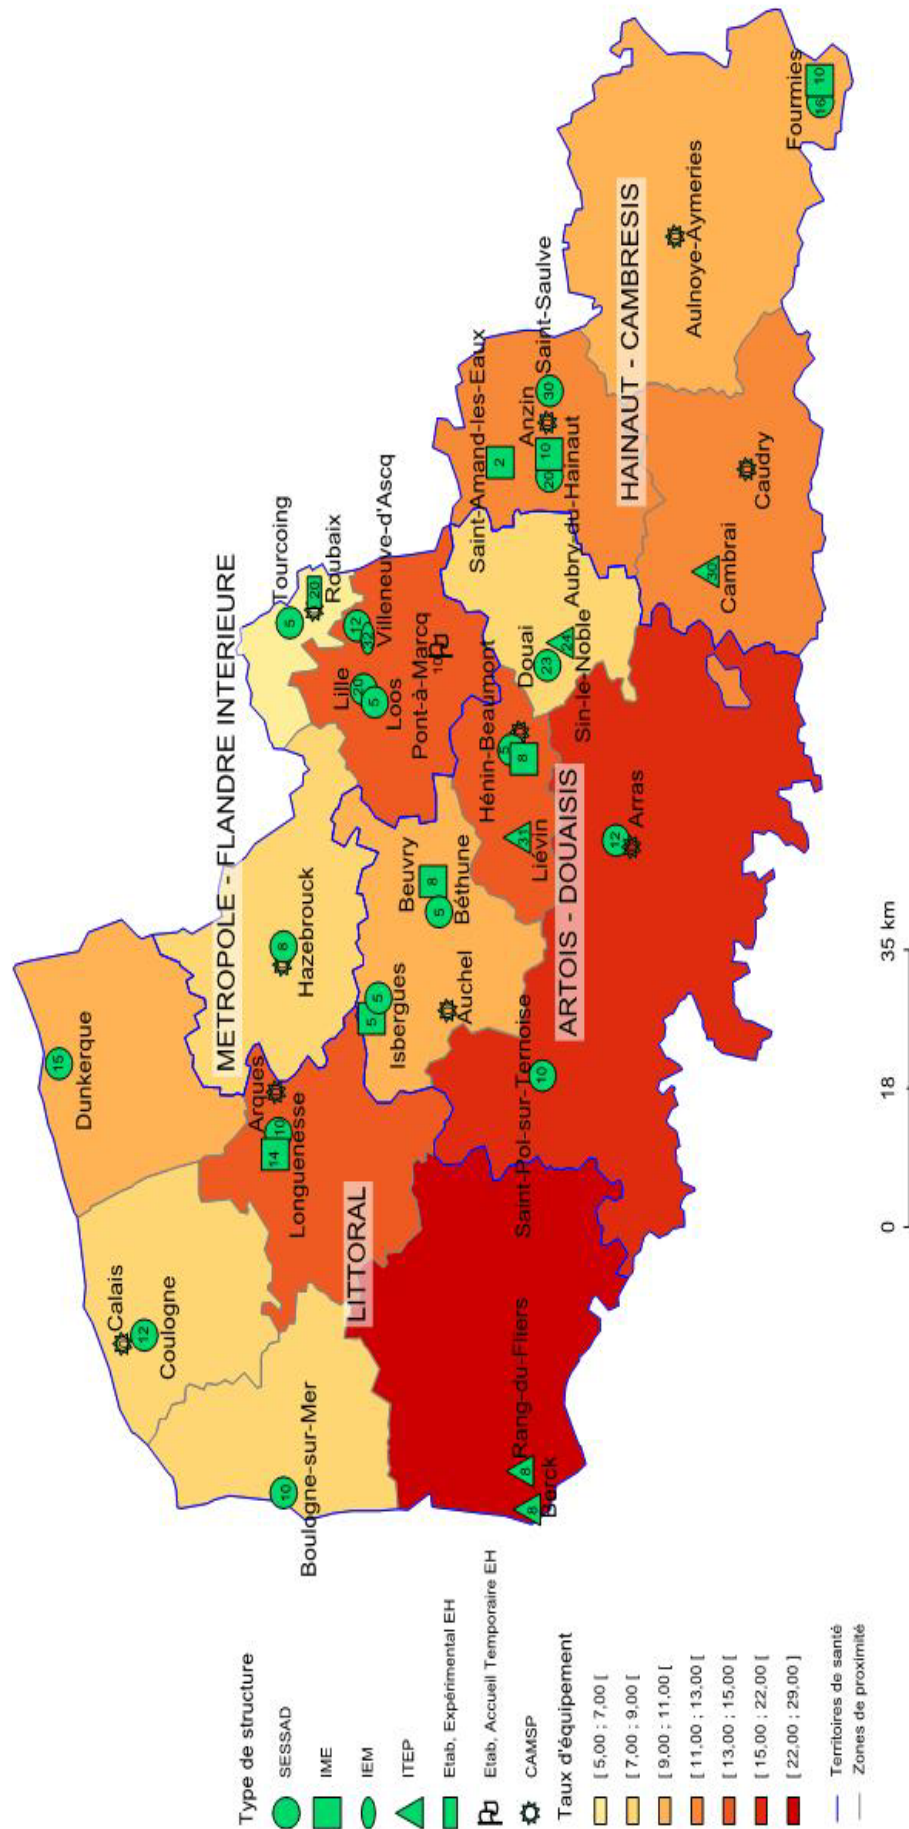 Type de structure
SESSAD
IME
IEM
ITEP
Etab, Expérimental EH
Etab, Accueil Temporaire EH
CAMSP
Taux d'équipement
[ 5,00 ; 7,00 [
[ 7,00 ; 9,00 [
[ 9,00 ; 11,00 [
[ 11,00 ; 13,00 [
[ 13,00 ; 15,00 [
[ 15,00 ; 22,00 [
[ 22,00 ; 29,00 ]
Territoires de santé
Zones de proximité
Dunkerque
15
Calais
12
Coulogne
Boulogne-sur-Mer
10
LITTORAL
Arques
14
10
Longuenesse
Rang-du-Fliers
8
8
Berck
METROPOLE - FLANDRE INTERIEURE
Hazebrouck
8
Tourcoing
5
20
Roubaix
12
32
Villeneuve-d'Ascq
Lille
20
5
Loos
Pont-à-Marcq
10
Isbergues
5
5
Beuvry
8
5
Béthune
Auchel
Hénin-Beaumont
5
8
31
Liévin
Douai
23
24
Sin-le-Noble
ARTOIS - DOUAISIS
Saint-Pol-sur-Ternoise
10
12
Arras
Saint-Amand-les-Eaux
2
Anzin
Saint-Saulve
30
20
10
Aubry-du-Hainaut
HAINAUT - CAMBRESIS
30
Cambrai
Caudry
Aulnoye-Aymeries
Fourmies
16
10
0
18
35 km